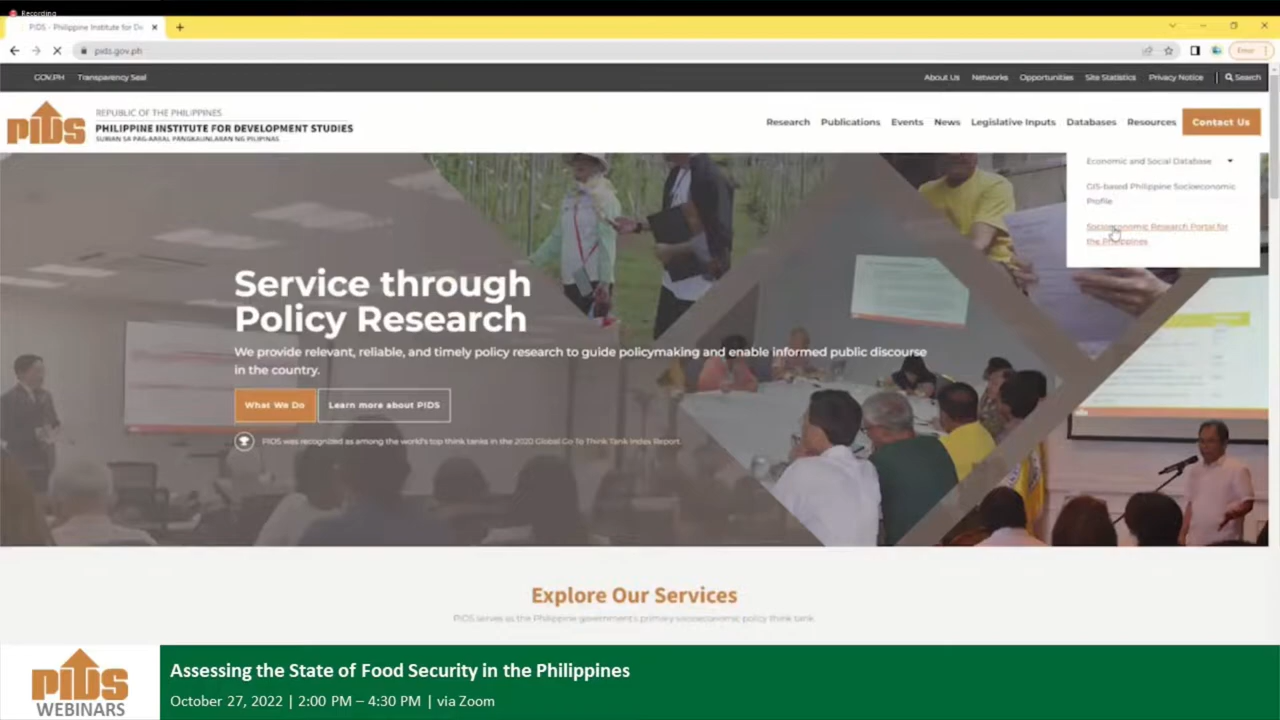 Recording
PIDS - Philippine Institute for De
pids.gov.ph
Error
GOV.PH
Transparency Seal
About Us
Networks
Opportunities
Site Statistics
Privacy Notice
Search
PIDS
REPUBLIC OF THE PHILIPPINES
PHILIPPINE INSTITUTE FOR DEVELOPMENT STUDIES
SURIAN SA PAG-AARAL PANGKAUNLARAN NG PILIPINAS
Research
Publications
Events
News
Legislative Inputs
Databases
Resources
Contact Us
Economic and Social Database
GIS-based Philippine Socioeconomic
Profile
Socioeconomic Research Portal for
the Philippines
Service through
Policy Research
We provide relevant, reliable, and timely policy research to guide policymaking and enable informed public discourse
in the country.
What We Do
Learn more about PIDS
PIDS was recognized as among the world's top think tanks in the 2020 Global Go To Think Tank Index Report.
Explore Our Services
PIDS serves as the Philippine government's primary socioeconomic policy think tank.
PIDS
WEBINARS
Assessing the State of Food Security in the Philippines
October 27, 2022 | 2:00 PM – 4:30 PM | via Zoom